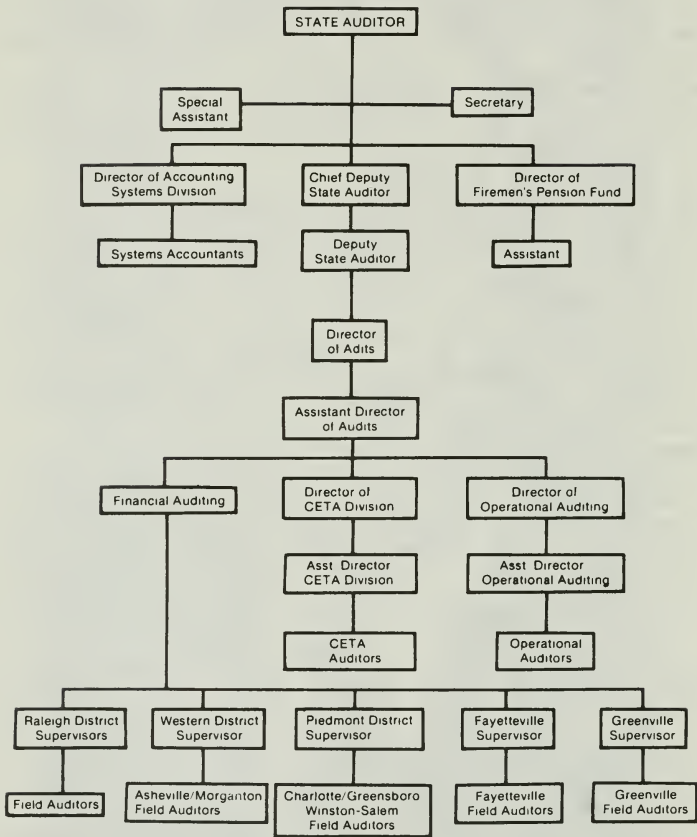 STATE AUDITOR
Special
Assistant
Secretary
Director of Accounting
Systems Division
Chief Deputy
State Auditor
Director of
Firemen's Pension Fund
Systems Accountants
Deputy
State Auditor
Assistant
Director
of Adits
Assistant Director
of Audits
Financial Auditing
Director of
CETA Division
Director of
Operational Auditing
Asst Director
CETA Division
Asst Director
Operational Auditing
CETA
Auditors
Operational
Auditors
Raleigh District
Supervisors
Western District
Supervisor
Piedmont District
Supervisor
Fayetteville
Supervisor
Greenville
Supervisor
Field Auditors
Asheville/Morganton
Field Auditors
Charlotte/Greensboro
Winston-Salem
Field Auditors
Fayetteville
Field Auditors
Greenville
Field Auditors